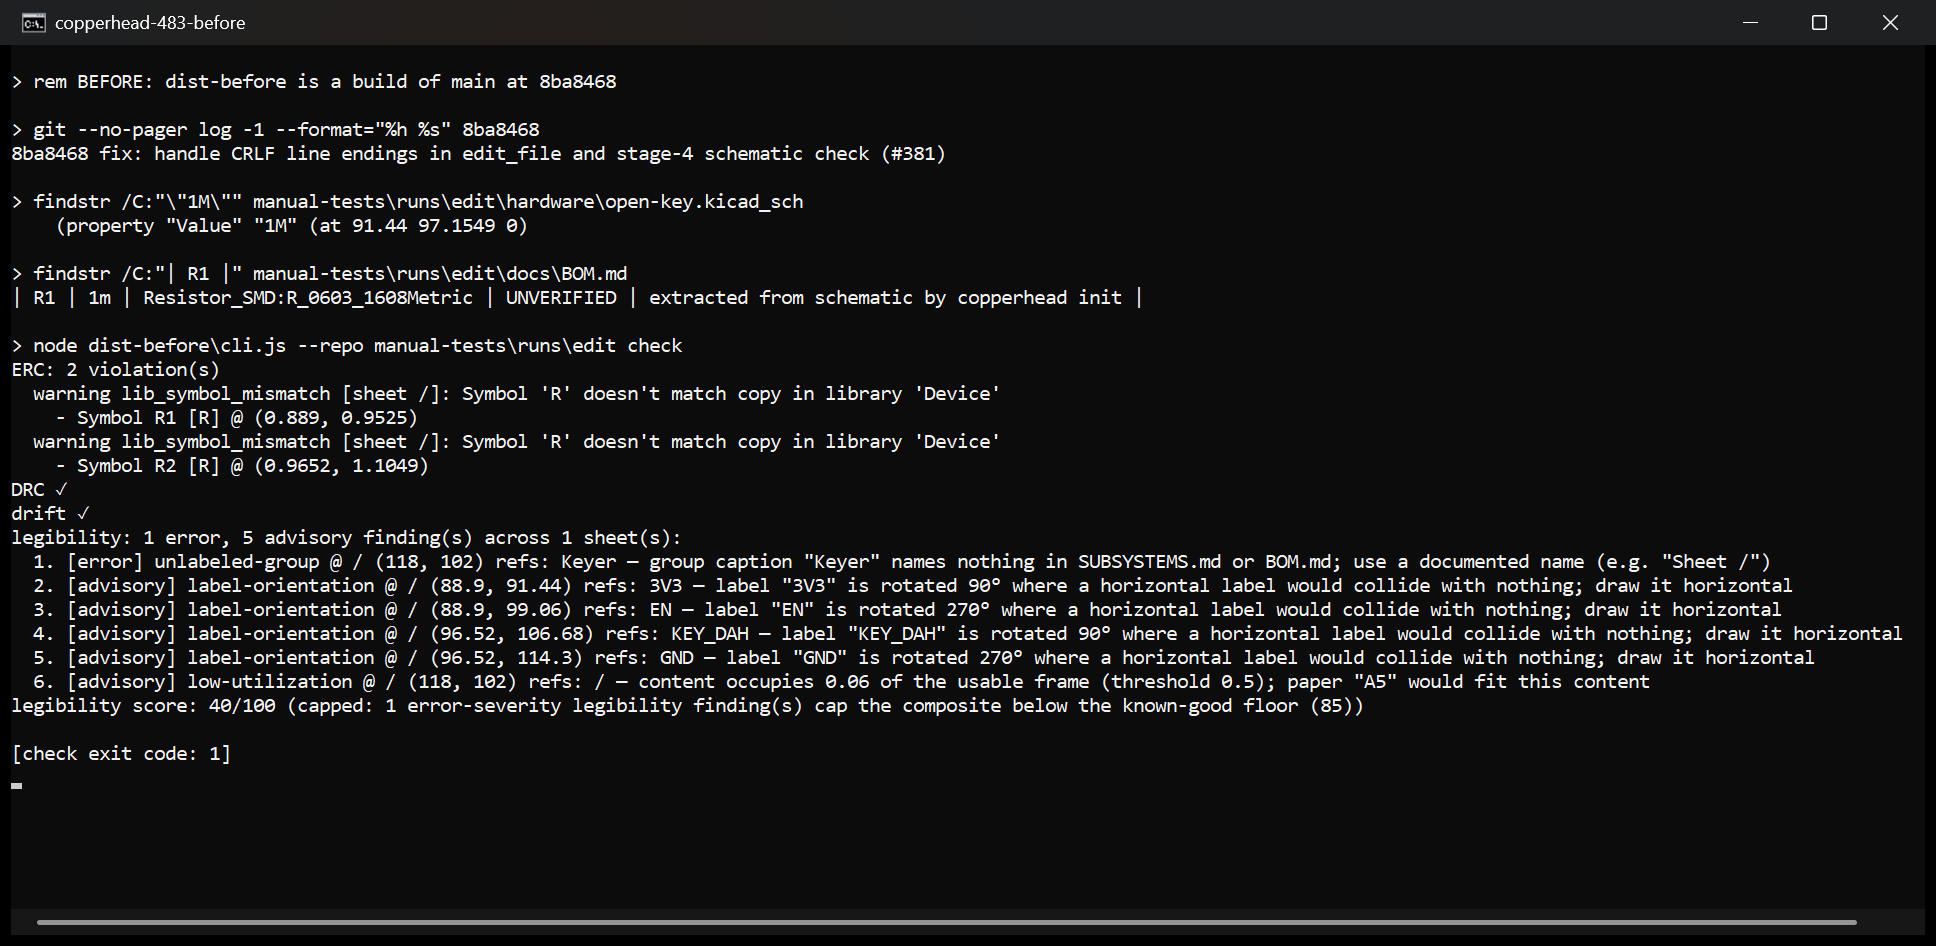 copperhead-483-before
> rem BEFORE: dist-before is a build of main at 8ba8468
> git --no-pager log -1 --format="%h %s" 8ba8468
8ba8468 fix: handle CRLF line endings in edit_file and stage-4 schematic check (#381)
> findstr /C:"\"1M\"" manual-tests\runs\edit\hardware\open-key.kicad_sch
    (property "Value" "1M" (at 91.44 97.1549 0)
> findstr /C:"| R1 |" manual-tests\runs\edit\docs\BOM.md
| R1 | 1m | Resistor_SMD:R_0603_1608Metric | UNVERIFIED | extracted from schematic by copperhead init |
> node dist-before\cli.js --repo manual-tests\runs\edit check
ERC: 2 violation(s)
  warning lib_symbol_mismatch [sheet /]: Symbol 'R' doesn't match copy in library 'Device'
    - Symbol R1 [R] @ (0.889, 0.9525)
  warning lib_symbol_mismatch [sheet /]: Symbol 'R' doesn't match copy in library 'Device'
    - Symbol R2 [R] @ (0.9652, 1.1049)
DRC ✓
drift ✓
legibility: 1 error, 5 advisory finding(s) across 1 sheet(s):
  1. [error] unlabeled-group @ / (118, 102) refs: Keyer — group caption "Keyer" names nothing in SUBSYSTEMS.md or BOM.md; use a documented name (e.g. "Sheet /")
  2. [advisory] label-orientation @ / (88.9, 91.44) refs: 3V3 — label "3V3" is rotated 90° where a horizontal label would collide with nothing; draw it horizontal
  3. [advisory] label-orientation @ / (88.9, 99.06) refs: EN — label "EN" is rotated 270° where a horizontal label would collide with nothing; draw it horizontal
  4. [advisory] label-orientation @ / (96.52, 106.68) refs: KEY_DAH — label "KEY_DAH" is rotated 90° where a horizontal label would collide with nothing; draw it horizontal
  5. [advisory] label-orientation @ / (96.52, 114.3) refs: GND — label "GND" is rotated 270° where a horizontal label would collide with nothing; draw it horizontal
  6. [advisory] low-utilization @ / (118, 102) refs: / — content occupies 0.06 of the usable frame (threshold 0.5); paper "A5" would fit this content
legibility score: 40/100 (capped: 1 error-severity legibility finding(s) cap the composite below the known-good floor (85))
[check exit code: 1]